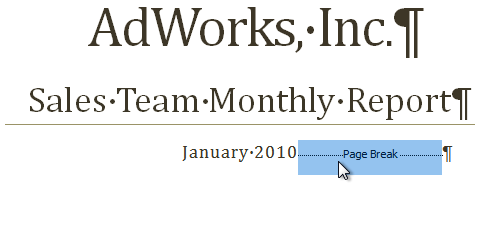 AdWorks,·Inc.¶
Sales·Team·Monthly·Report¶
January·2010 Page Break ¶